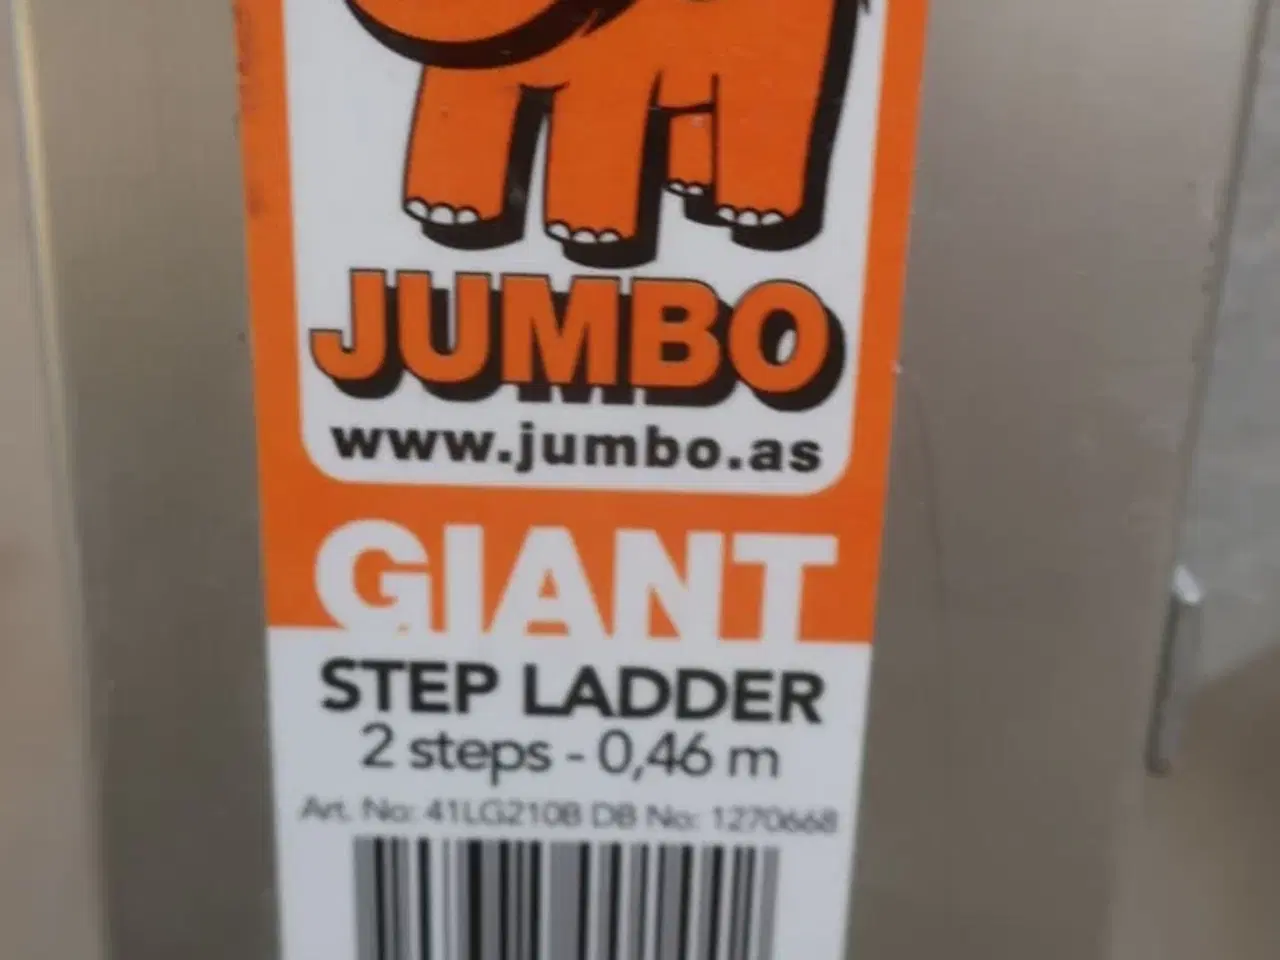 JUMBO
www.jumbo.as
GIANT
STEP LADDER
2 steps - 0,46 m
Art. No: 41LG210B DB No: 1270668